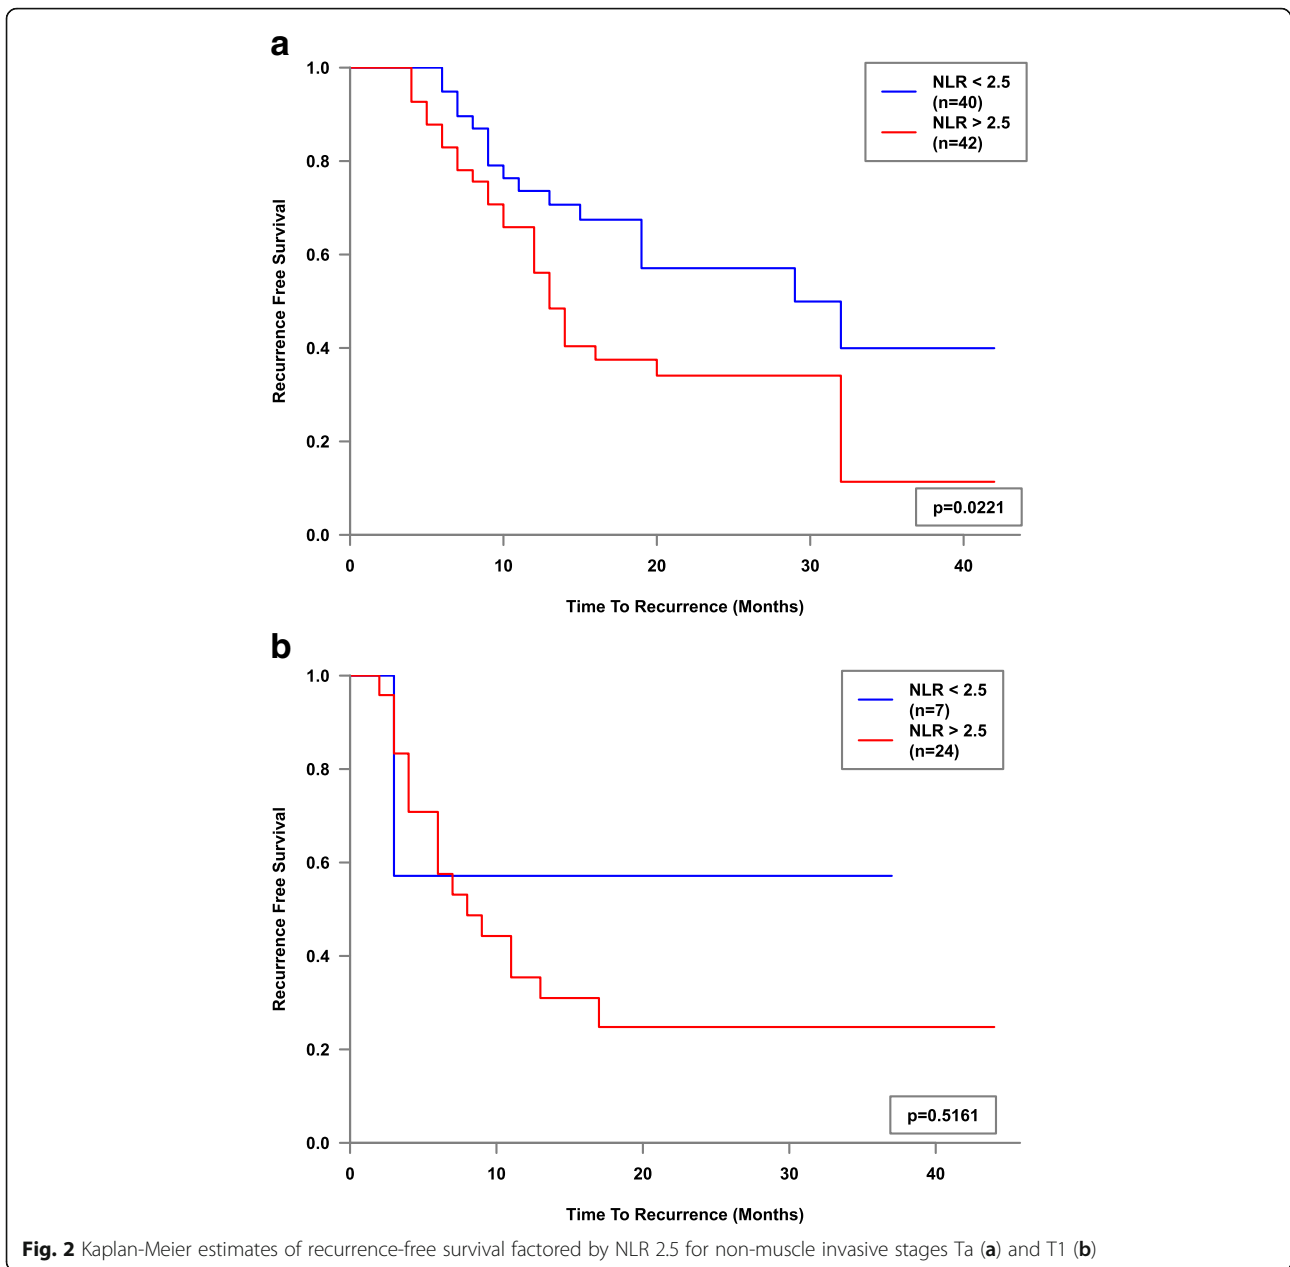 a
1.0
0.8
0.6
0.4
0.2
0.0
Recurrence Free Survival
NLR < 2.5
(n=40)
NLR > 2.5
(n=42)
p=0.0221
0 10 20 30 40
Time To Recurrence (Months)
b
1.0
0.8
0.6
0.4
0.2
0.0
Recurrence Free Survival
NLR < 2.5
(n=7)
NLR > 2.5
(n=24)
p=0.5161
0 10 20 30 40
Time To Recurrence (Months)
Fig. 2 Kaplan-Meier estimates of recurrence-free survival factored by NLR 2.5 for non-muscle invasive stages Ta (a) and T1 (b)